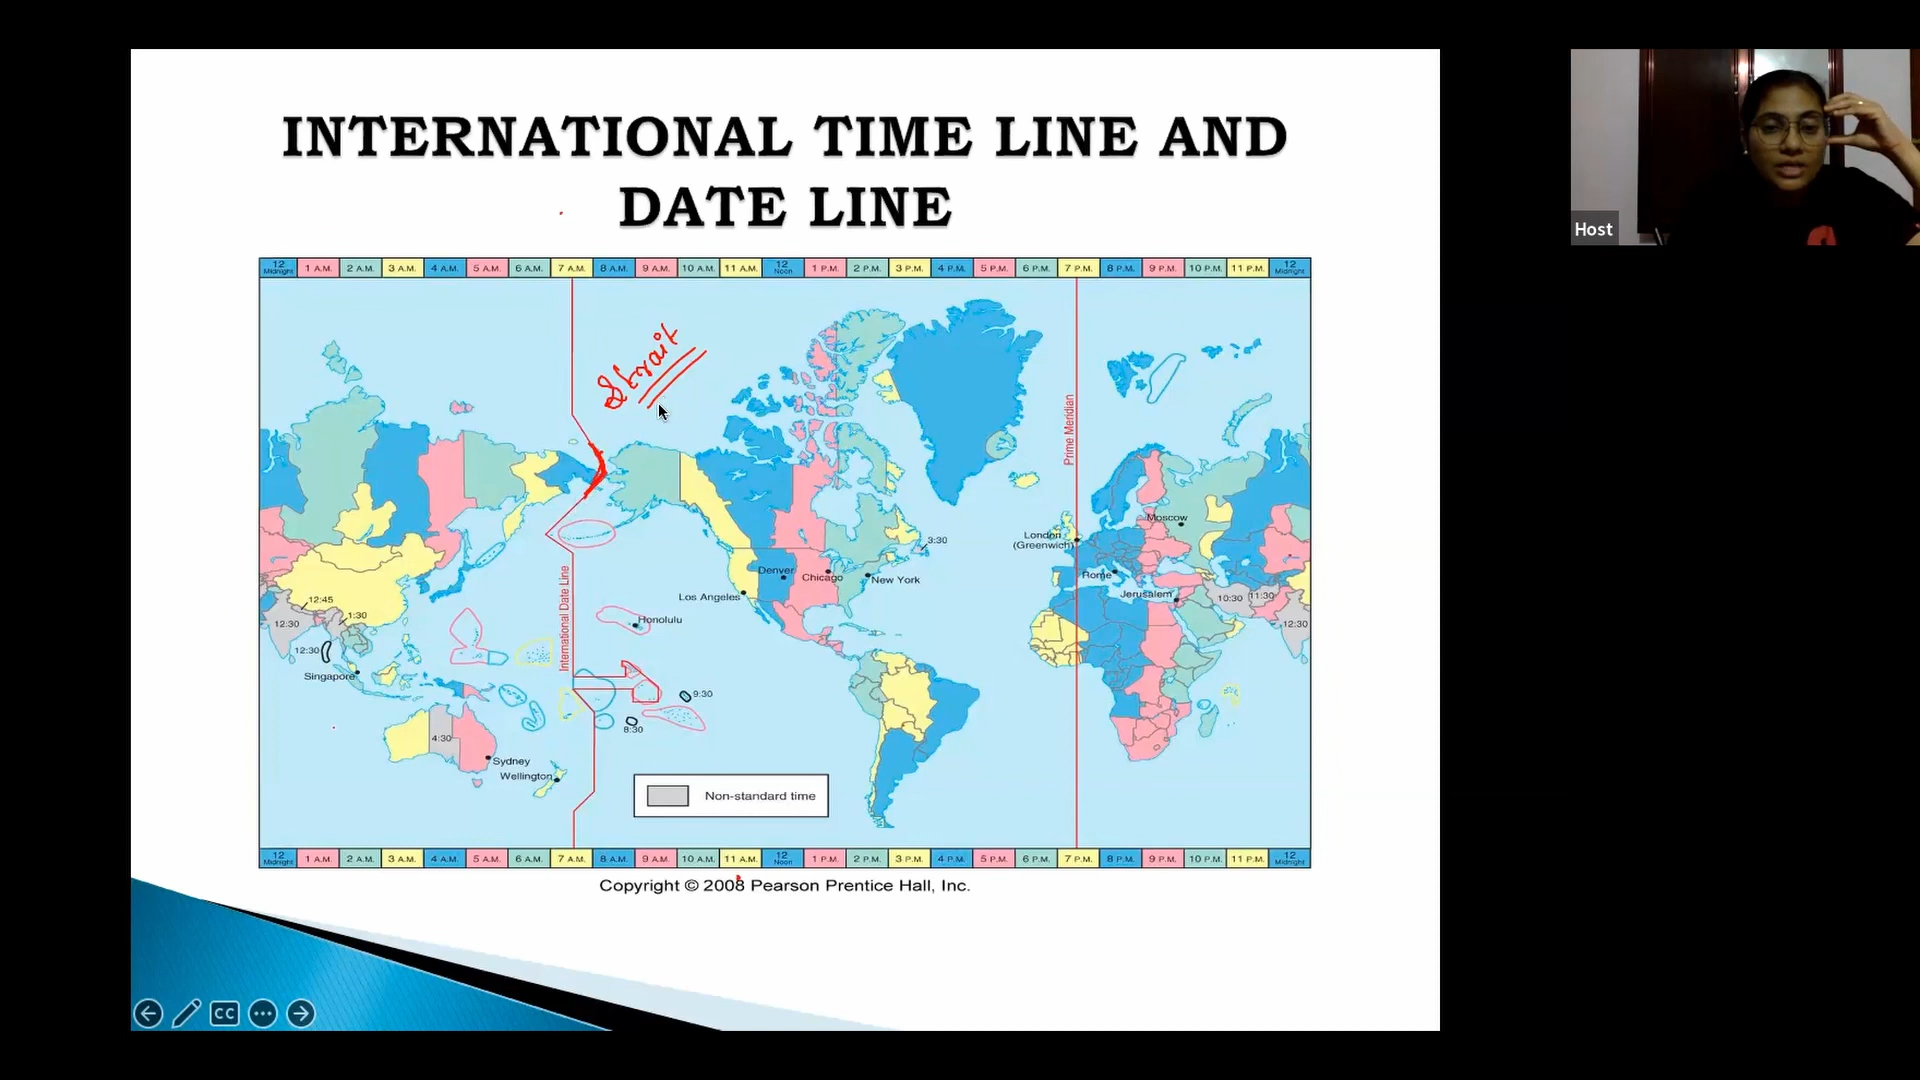 INTERNATIONAL TIME LINE AND
DATE LINE
Host
12 Midnight 1 A.M. 2 A.M. 3 A.M. 4 A.M. 5 A.M. 6 A.M. 7 A.M. 8 A.M. 9 A.M. 10 A.M. 11 A.M. 12 Noon 1 P.M. 2 P.M. 3 P.M. 4 P.M. 5 P.M. 6 P.M. 7 P.M. 8 P.M. 9 P.M. 10 P.M. 11 P.M. 12 Midnight
Strait
Prime Meridian
Moscow
London
(Greenwich)
3:30
Rome
Denver
Chicago
New York
Los Angeles
Jerusalem
10:30
11:30
12:30
12:45
1:30
12:30
12:30
Singapore
International Date Line
Honolulu
9:30
8:30
4:30
Sydney
Wellington
Non-standard time
12 Midnight 1 A.M. 2 A.M. 3 A.M. 4 A.M. 5 A.M. 6 A.M. 7 A.M. 8 A.M. 9 A.M. 10 A.M. 11 A.M. 12 Noon 1 P.M. 2 P.M. 3 P.M. 4 P.M. 5 P.M. 6 P.M. 7 P.M. 8 P.M. 9 P.M. 10 P.M. 11 P.M. 12 Midnight
Copyright © 2008 Pearson Prentice Hall, Inc.
CC